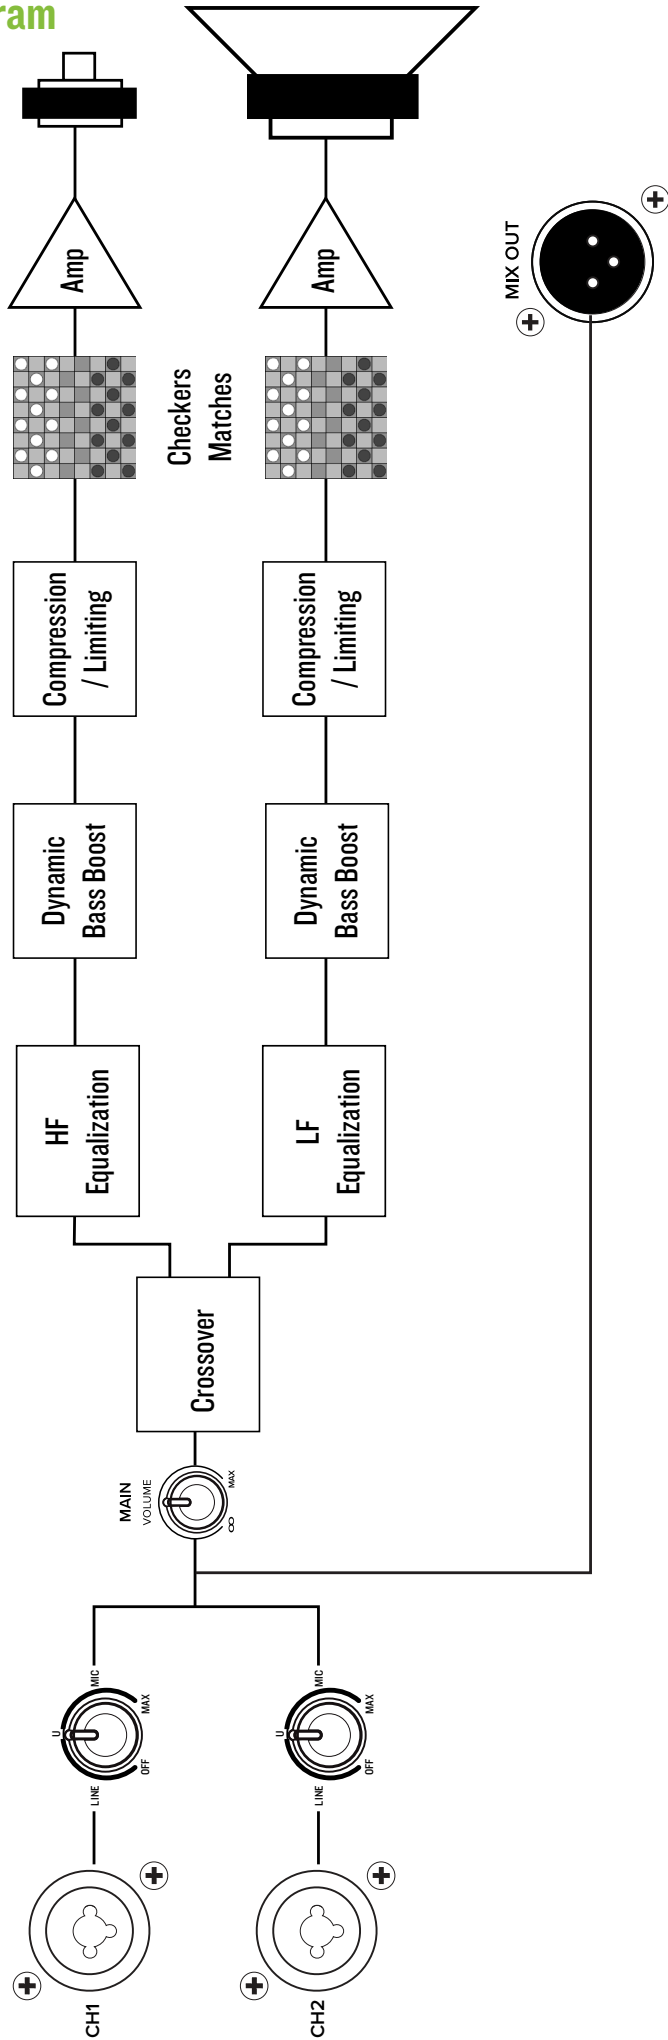 ram
Amp
Amp
MIX OUT
Checkers
Matches
Compression
/ Limiting
Compression
/ Limiting
Dynamic
Bass Boost
Dynamic
Bass Boost
HF
Equalization
LF
Equalization
Crossover
MAIN
VOLUME
MAX
∞
MIC
U
MAX
OFF
LINE
MIC
U
MAX
OFF
LINE
CH1
CH2